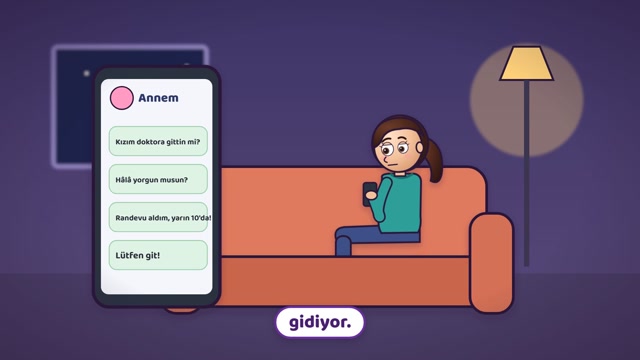 Annem
Kızım doktora gittin mi?
Hâlâ yorgun musun?
Randevu aldım, yarın 10'da!
Lütfen git!
gidiyor.